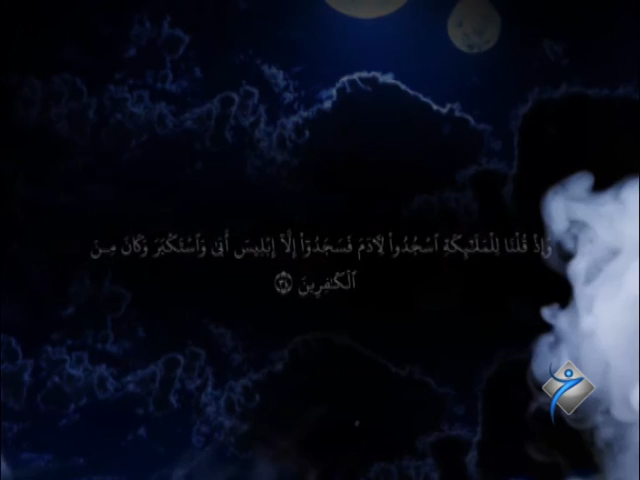 وَإِذْ قُلْنَا لِلْمَلَٰٓئِكَةِ ٱسْجُدُوا۟ لِءَادَمَ فَسَجَدُوٓا۟ إِلَّآ إِبْلِيسَ أَبَىٰ وَٱسْتَكْبَرَ وَكَانَ مِنَ
ٱلْكَٰفِرِينَ ٣٤